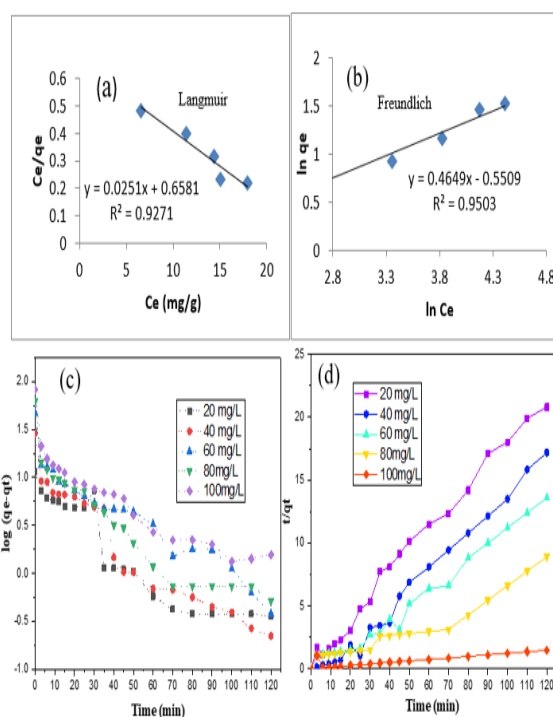 (a)
Langmuir
Ce/qe
0.6
0.5
0.4
0.3
0.2
0.1
0
y = 0.0251x + 0.6581
R² = 0.9271
0 5 10 15 20
Ce (mg/g)
(b)
Freundlich
ln qe
2
1.5
1
0.5
0
y = 0.4649x - 0.5509
R² = 0.9503
2.8 3.3 3.8 4.3 4.8
ln Ce
(c)
log (qe-qt)
2.0
1.5
1.0
0.5
0.0
-0.5
-1.0
20 mg/L
40 mg/L
60 mg/L
80mg/L
100mg/L
0 10 20 30 40 50 60 70 80 90 100 110 120
Time (min)
(d)
t/qt
25
20
15
10
5
0
20 mg/L
40 mg/L
60 mg/L
80mg/L
100mg/L
0 10 20 30 40 50 60 70 80 90 100 110 120
Time (min)